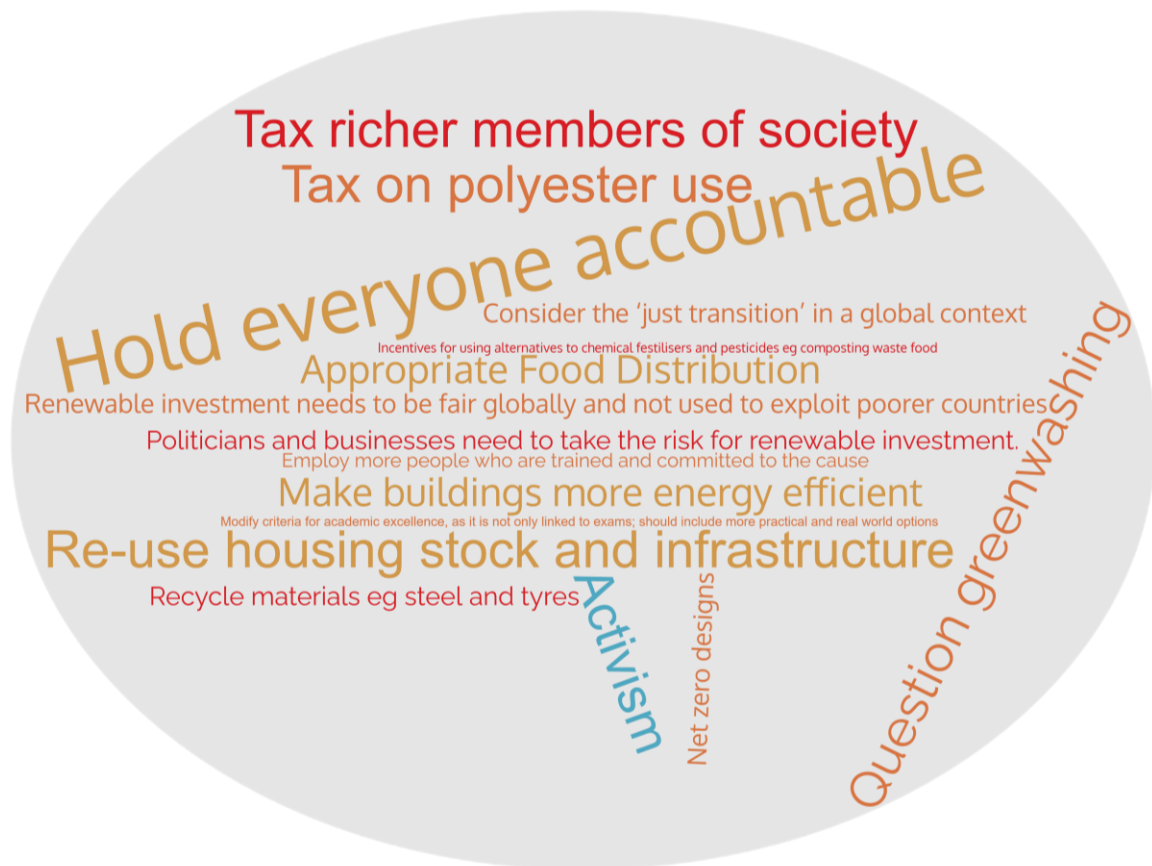 Tax richer members of society
Tax on polyester use
Hold everyone accountable
Consider the ‘just transition’ in a global context
Incentives for using alternatives to chemical festilisers and pesticides eg composting waste food
Appropriate Food Distribution
Renewable investment needs to be fair globally and not used to exploit poorer countries
Politicians and businesses need to take the risk for renewable investment.
Employ more people who are trained and committed to the cause
Make buildings more energy efficient
Modify criteria for academic excellence, as it is not only linked to exams; should include more practical and real world options
Re-use housing stock and infrastructure
Recycle materials eg steel and tyres
Activism
Net zero designs
Question greenwashing